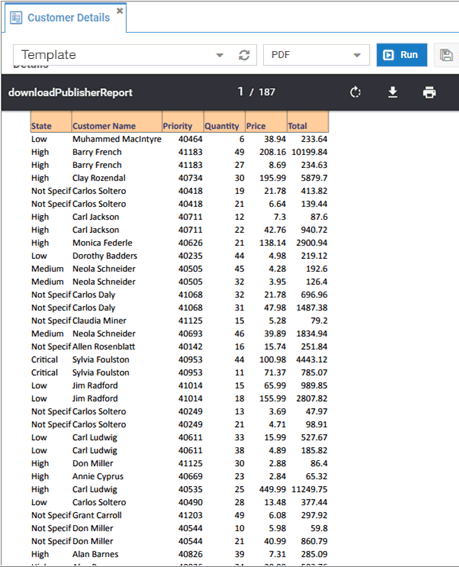 Customer Details
Template PDF Run
Details
downloadPublisherReport 1 / 187
State Customer Name Priority Quantity Price Total
Low Muhammed MacIntyre 40464 6 38.94 233.64
High Barry French 41183 49 208.16 10199.84
High Barry French 41183 27 8.69 234.63
High Clay Rozendal 40734 30 195.99 5879.7
Not Specif Carlos Soltero 40418 19 21.78 413.82
Not Specif Carlos Soltero 40418 21 6.64 139.44
High Carl Jackson 40711 12 7.3 87.6
High Carl Jackson 40711 22 42.76 940.72
High Monica Federle 40626 21 138.14 2900.94
Low Dorothy Badders 40235 44 4.98 219.12
Medium Neola Schneider 40505 45 4.28 192.6
Medium Neola Schneider 40505 32 3.95 126.4
Not Specif Carlos Daly 41068 32 21.78 696.96
Not Specif Carlos Daly 41068 31 47.98 1487.38
Not Specif Claudia Miner 41125 15 5.28 79.2
Medium Neola Schneider 40693 46 39.89 1834.94
Not Specif Allen Rosenblatt 40142 16 15.74 251.84
Critical Sylvia Foulston 40953 44 100.98 4443.12
Critical Sylvia Foulston 40953 11 71.37 785.07
Low Jim Radford 41014 15 65.99 989.85
Low Jim Radford 41014 18 155.99 2807.82
Not Specif Carlos Soltero 40249 13 3.69 47.97
Not Specif Carlos Soltero 40249 21 4.71 98.91
Low Carl Ludwig 40611 33 15.99 527.67
Low Carl Ludwig 40611 38 4.89 185.82
High Don Miller 41125 30 2.88 86.4
High Annie Cyprus 40669 23 2.84 65.32
High Carl Ludwig 40535 25 449.99 11249.75
Low Carlos Soltero 40490 28 13.48 377.44
Not Specif Grant Carroll 41203 49 6.08 297.92
Not Specif Don Miller 40544 10 5.98 59.8
Not Specif Don Miller 40544 21 40.99 860.79
High Alan Barnes 40826 39 7.31 285.09